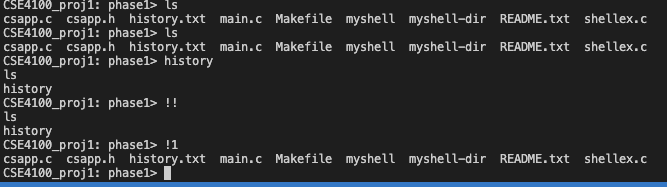 CSE4100_proj1: phase1> ls
csapp.c  csapp.h  history.txt  main.c  Makefile  myshell  myshell-dir  README.txt  shellex.c
CSE4100_proj1: phase1> ls
csapp.c  csapp.h  history.txt  main.c  Makefile  myshell  myshell-dir  README.txt  shellex.c
CSE4100_proj1: phase1> history
ls
history
CSE4100_proj1: phase1> !!
ls
history
CSE4100_proj1: phase1> !1
csapp.c  csapp.h  history.txt  main.c  Makefile  myshell  myshell-dir  README.txt  shellex.c
CSE4100_proj1: phase1>